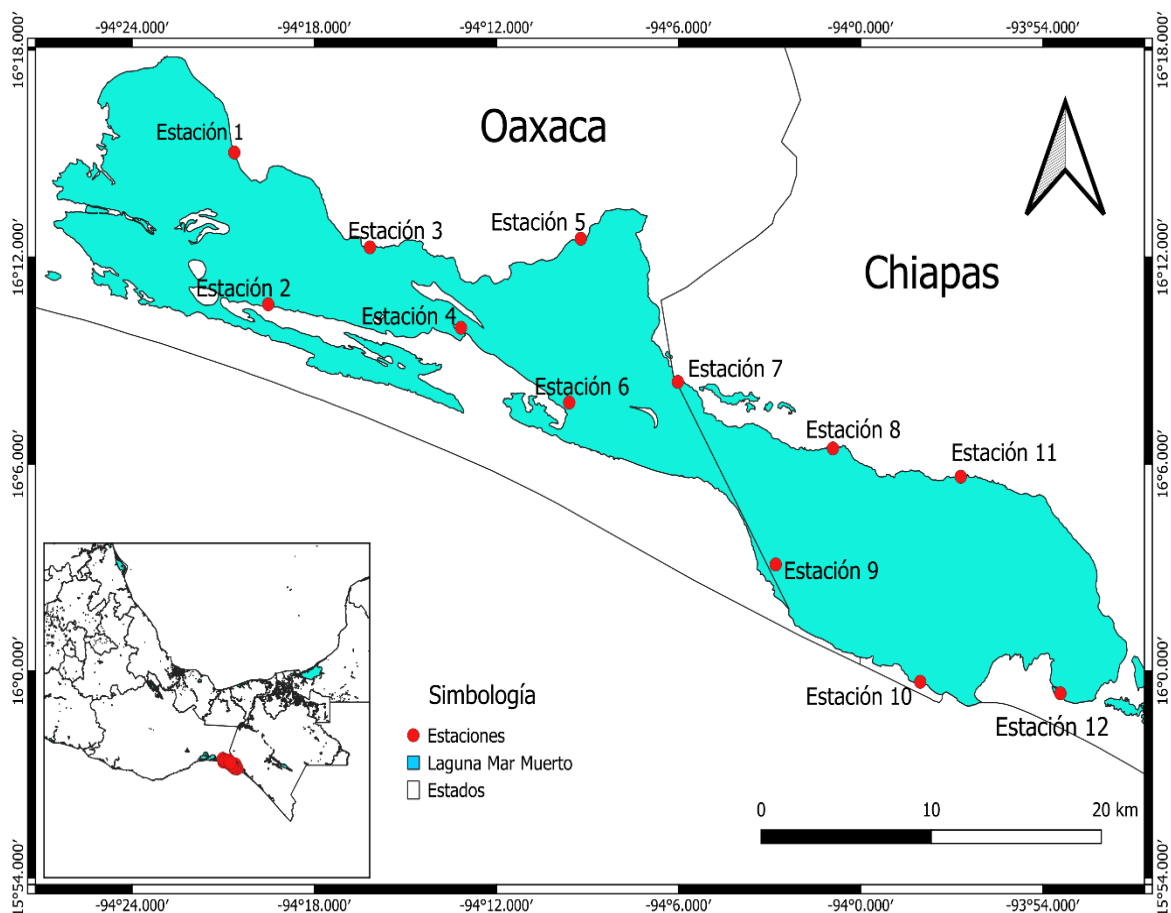 -94°24.000′ -94°18.000′ -94°12.000′ -94°6.000′ -94°0.000′ -93°54.000′
16°18.000′ 16°18.000′
Estación 1
Oaxaca
Estación 3
Estación 5
16°12.000′ 16°12.000′
Chiapas
Estación 2
Estación 4
Estación 7
Estación 6
Estación 8
Estación 11
16°6.000′ 16°6.000′
Estación 9
16°0.000′ 16°0.000′
Estación 10
Estación 12
Simbología
Estaciones
Laguna Mar Muerto
Estados
0 10 20 km
15°54.000′ 15°54.000′
-94°24.000′ -94°18.000′ -94°12.000′ -94°6.000′ -94°0.000′ -93°54.000′